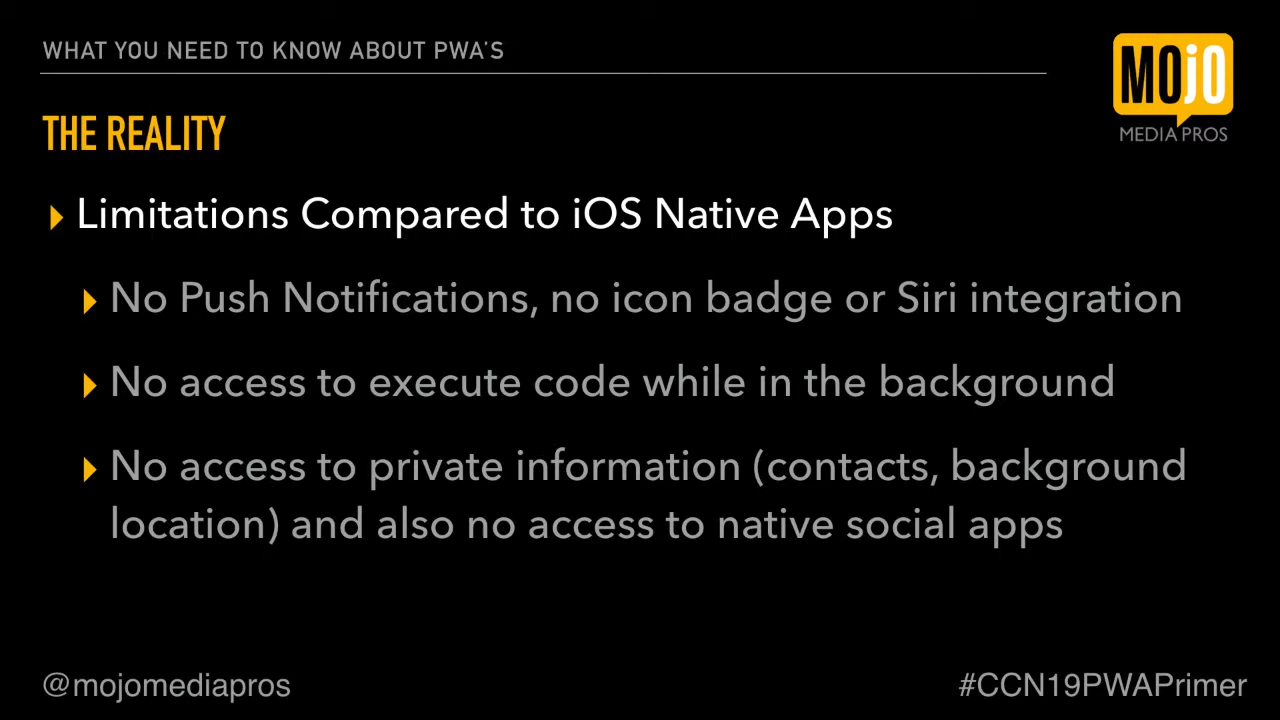 WHAT YOU NEED TO KNOW ABOUT PWA'S
MOjO
MEDIA PROS
THE REALITY
Limitations Compared to iOS Native Apps
No Push Notifications, no icon badge or Siri integration
No access to execute code while in the background
No access to private information (contacts, background
location) and also no access to native social apps
@mojomediapros
#CCN19PWAPrimer